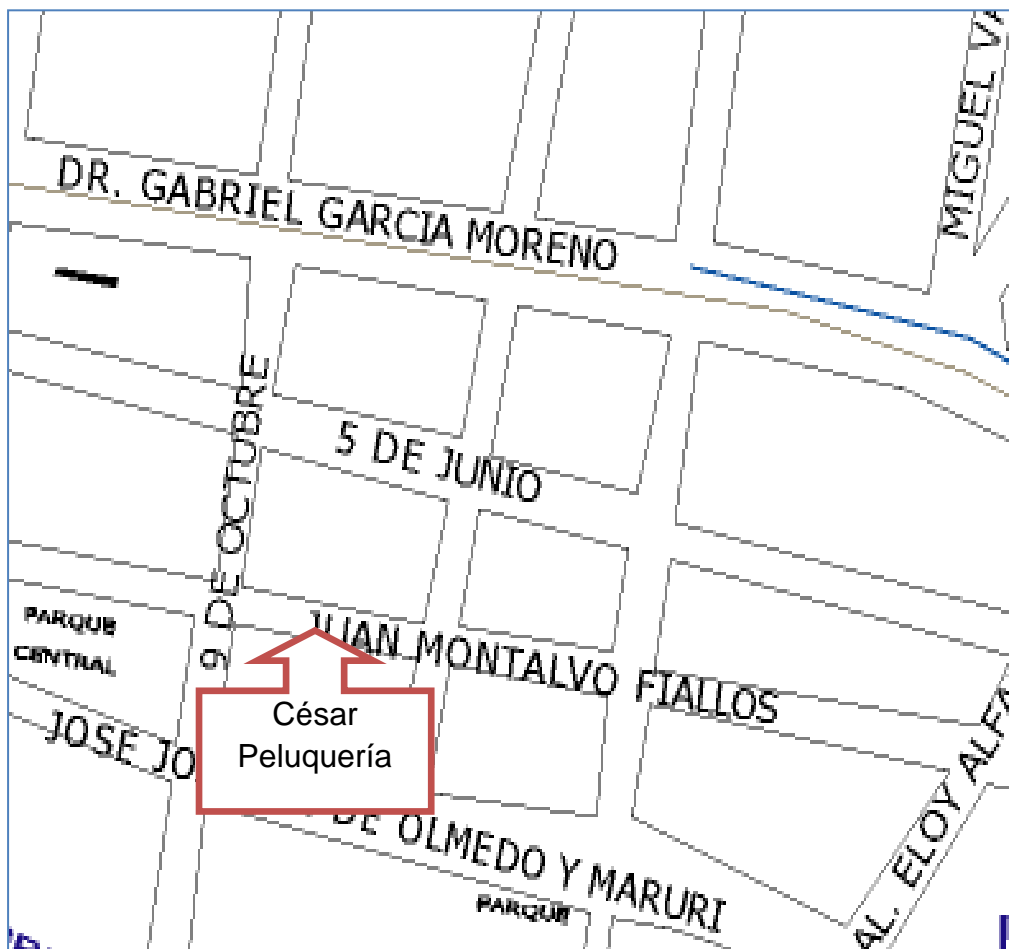 MIGUEL VA
DR. GABRIEL GARCIA MORENO
9 DE OCTUBRE
5 DE JUNIO
PARQUE
CENTRAL
JUAN MONTALVO FIALLOS
César
Peluquería
JOSE JO
DE OLMEDO Y MARURI
PARQUE
AL. ELOY ALFA